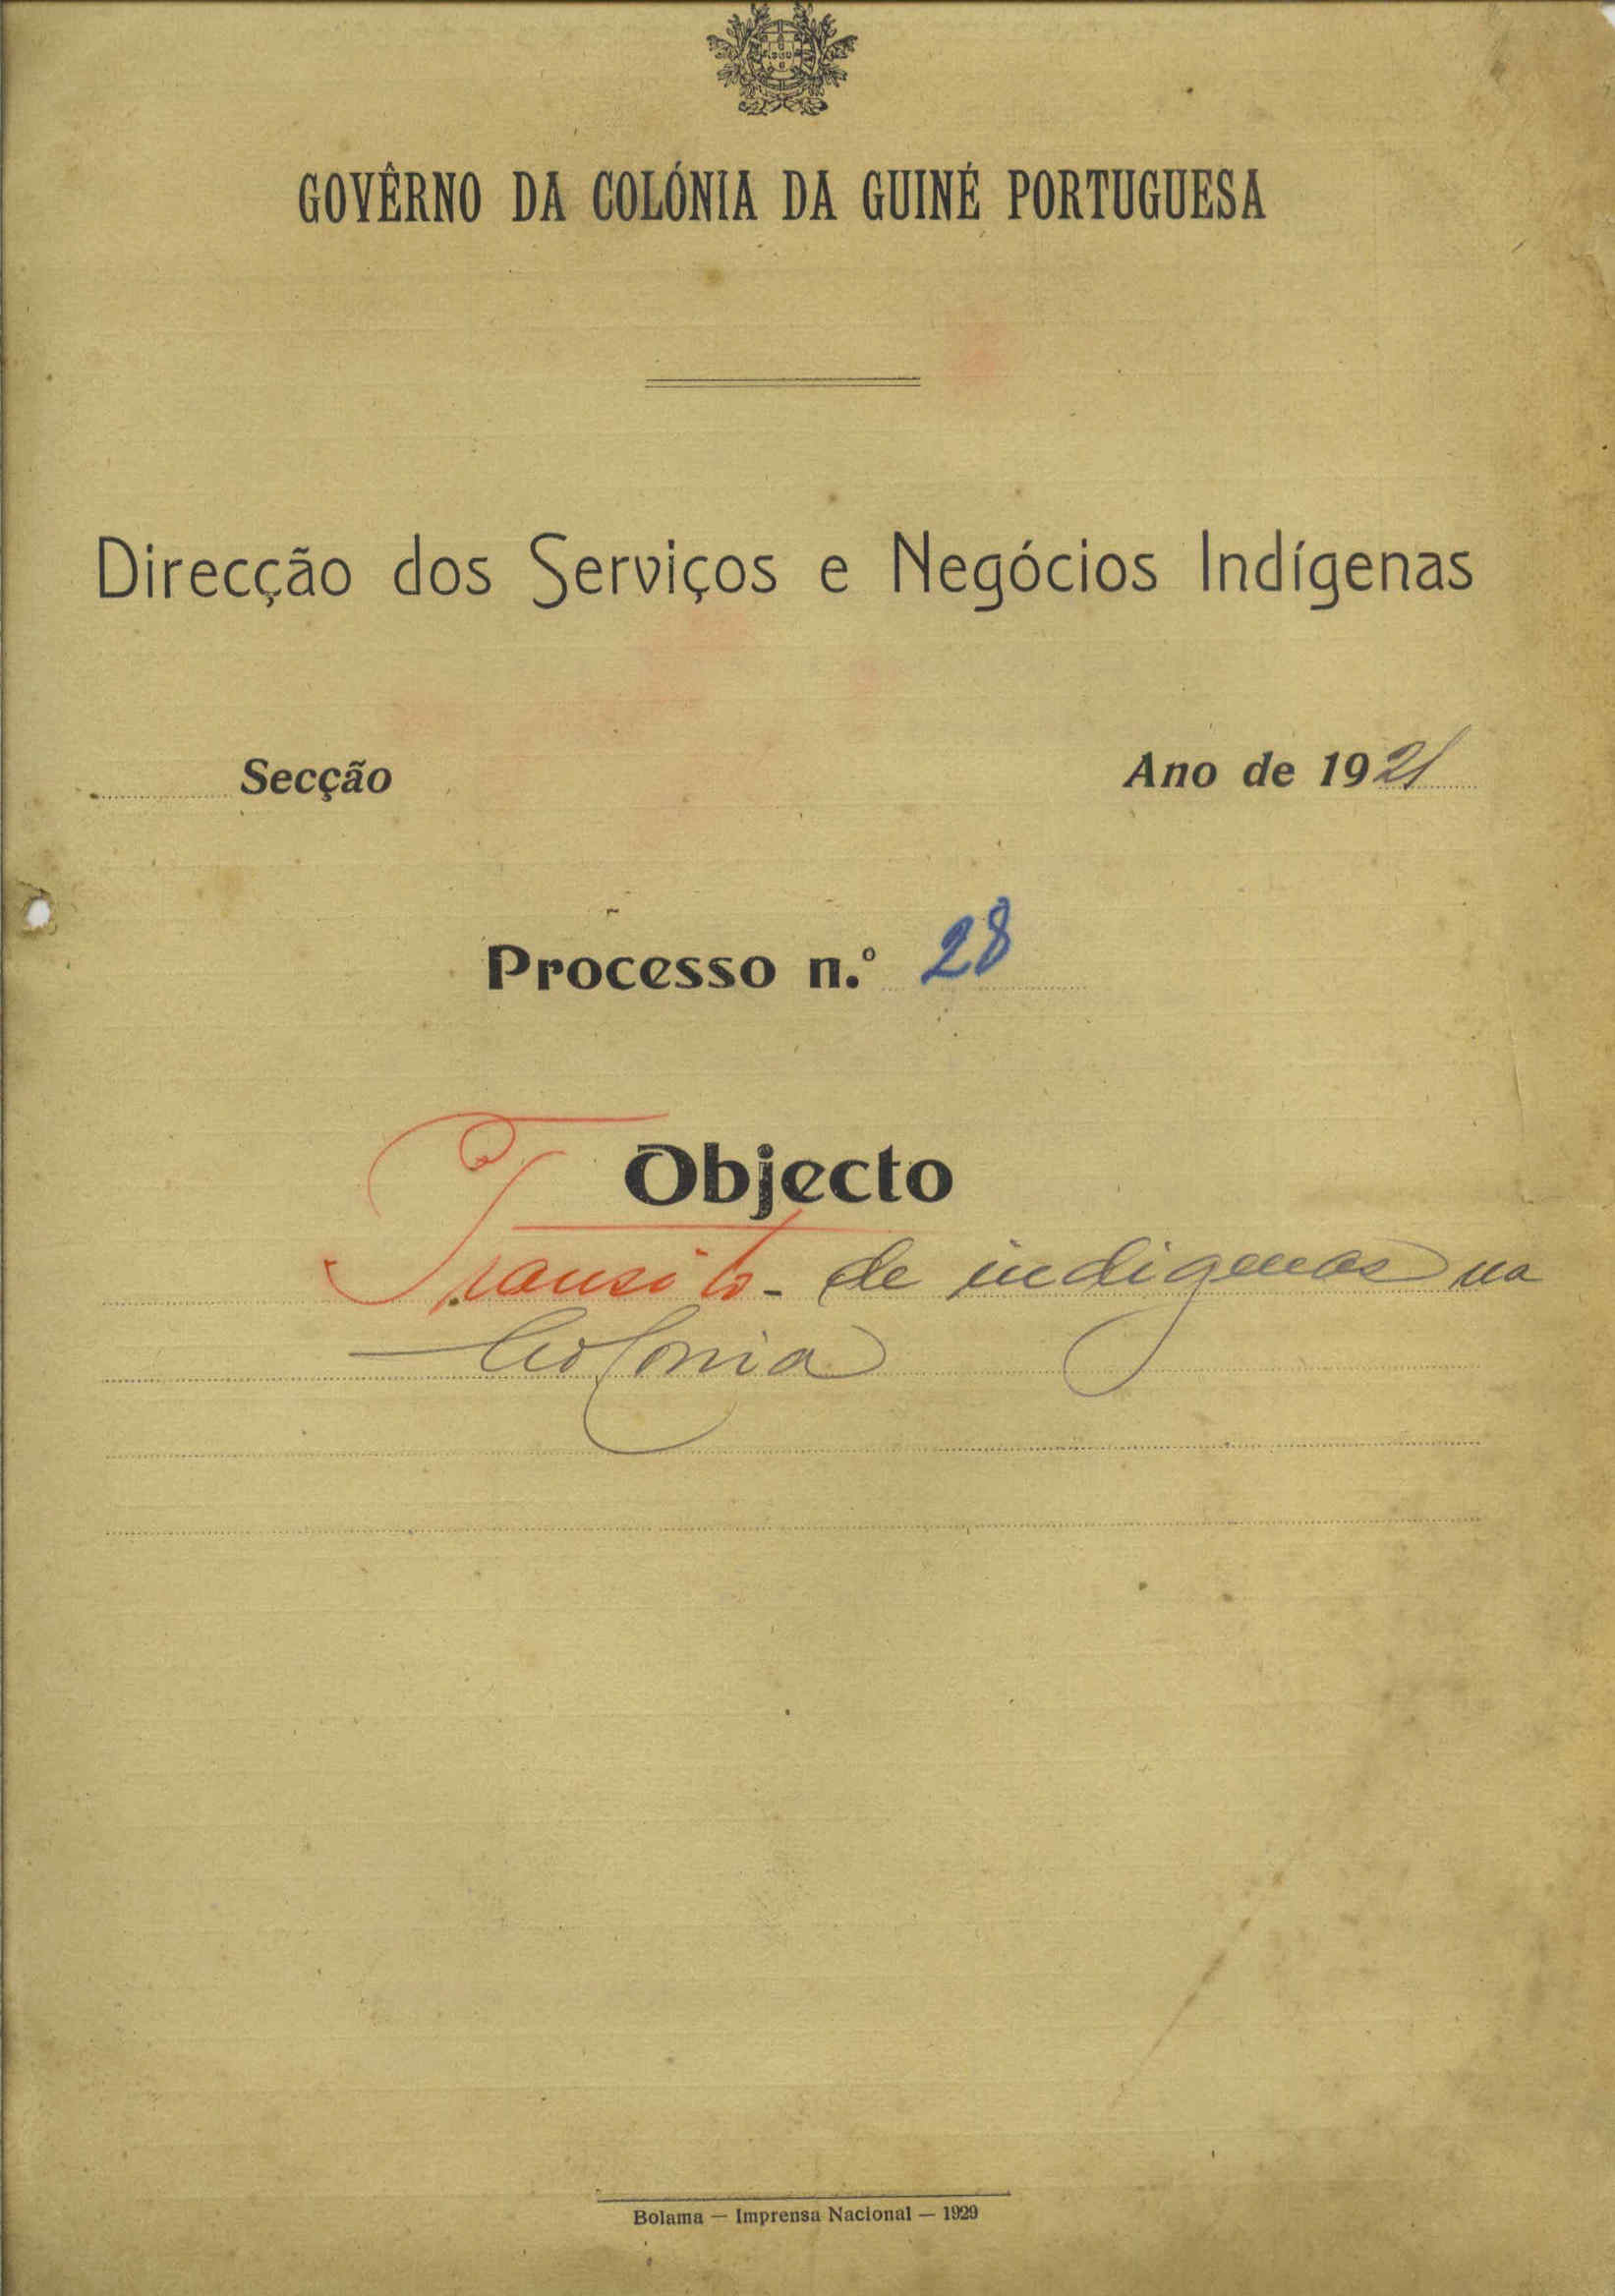 GOVÊRNO DA COLÓNIA DA GUINÉ PORTUGUESA
Direcção dos Serviços e Negócios Indígenas
Secção
Ano de 1921
Processo n.º 28
Objecto
Transito - de indigenas na
Colonia
Bolama — Imprensa Nacional — 1929